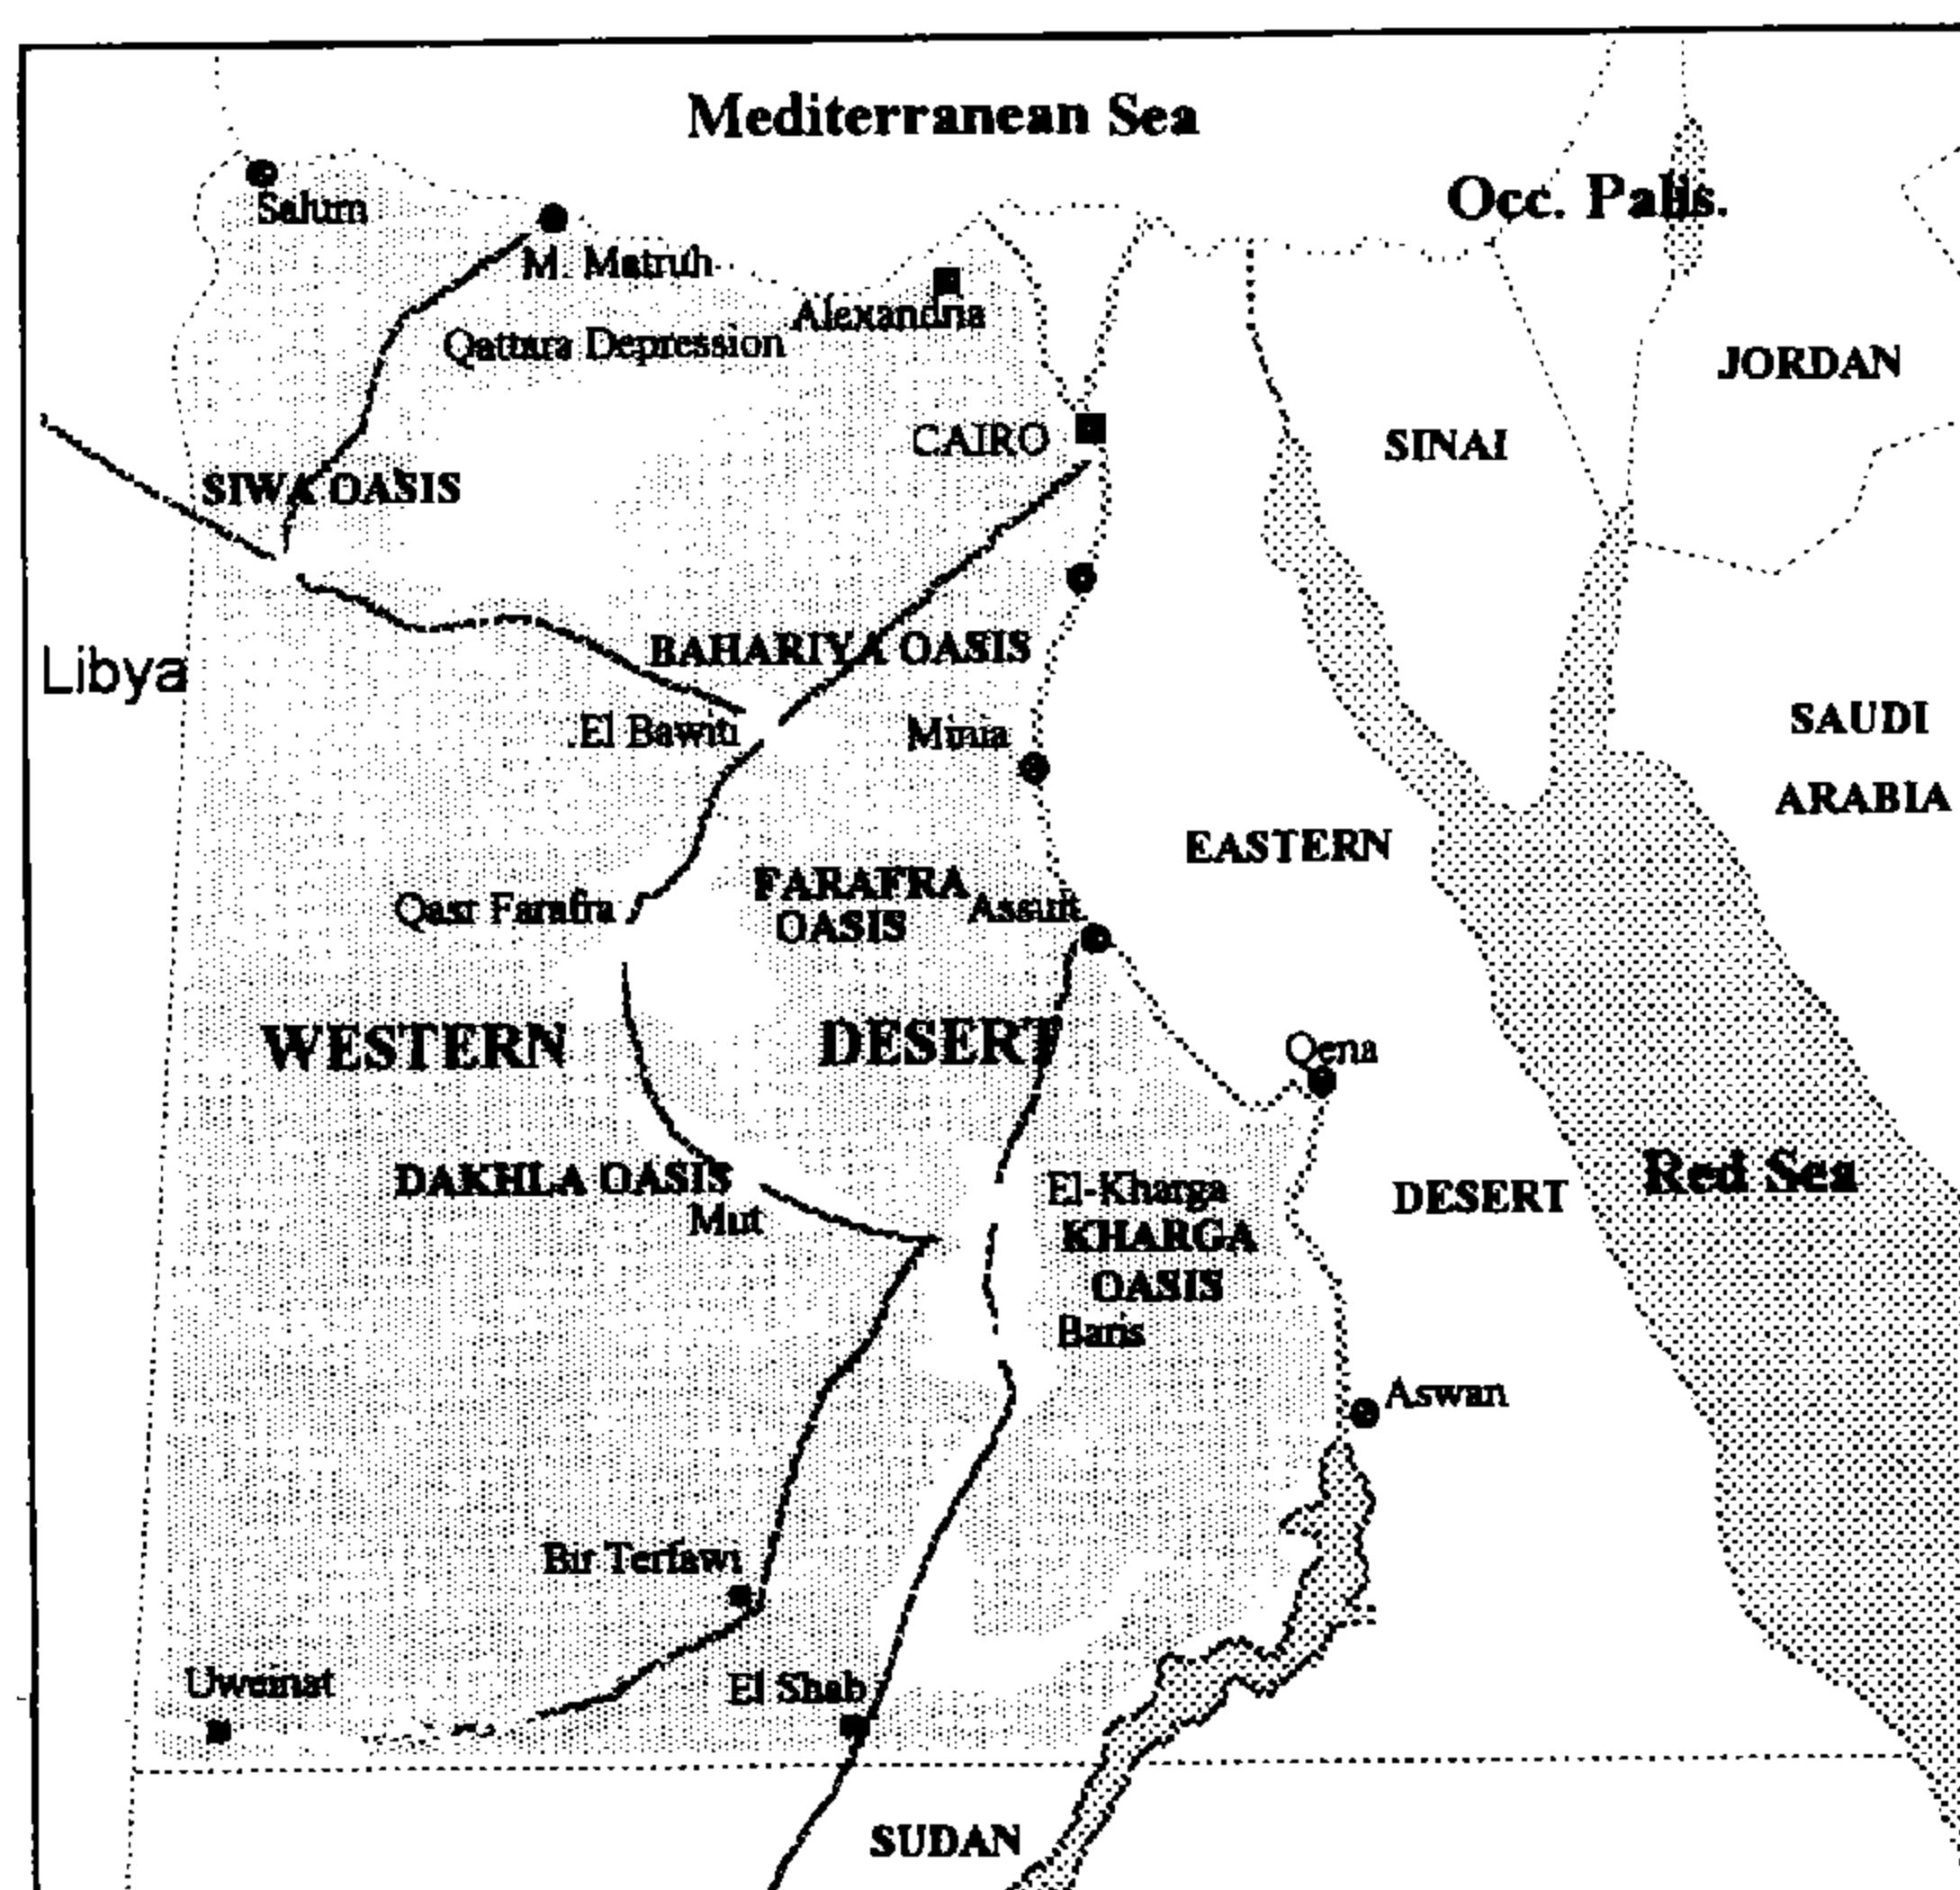 Mediterranean Sea
Occ. Palis.
Salum
M. Matruh
Alexandria
Qattara Depression
JORDAN
CAIRO
SINAI
SIWA OASIS
BAHARIYA OASIS
Libya
El Bawiti
Minia
SAUDI
ARABIA
EASTERN
FARAFRA
OASIS
Qasr Farafra
Assuit
WESTERN
DESERT
Qena
DAKHLA OASIS
Mut
El-Kharga
KHARGA
OASIS
Baris
DESERT
Red Sea
Aswan
Bir Terfawi
Uweinat
El Shab
SUDAN